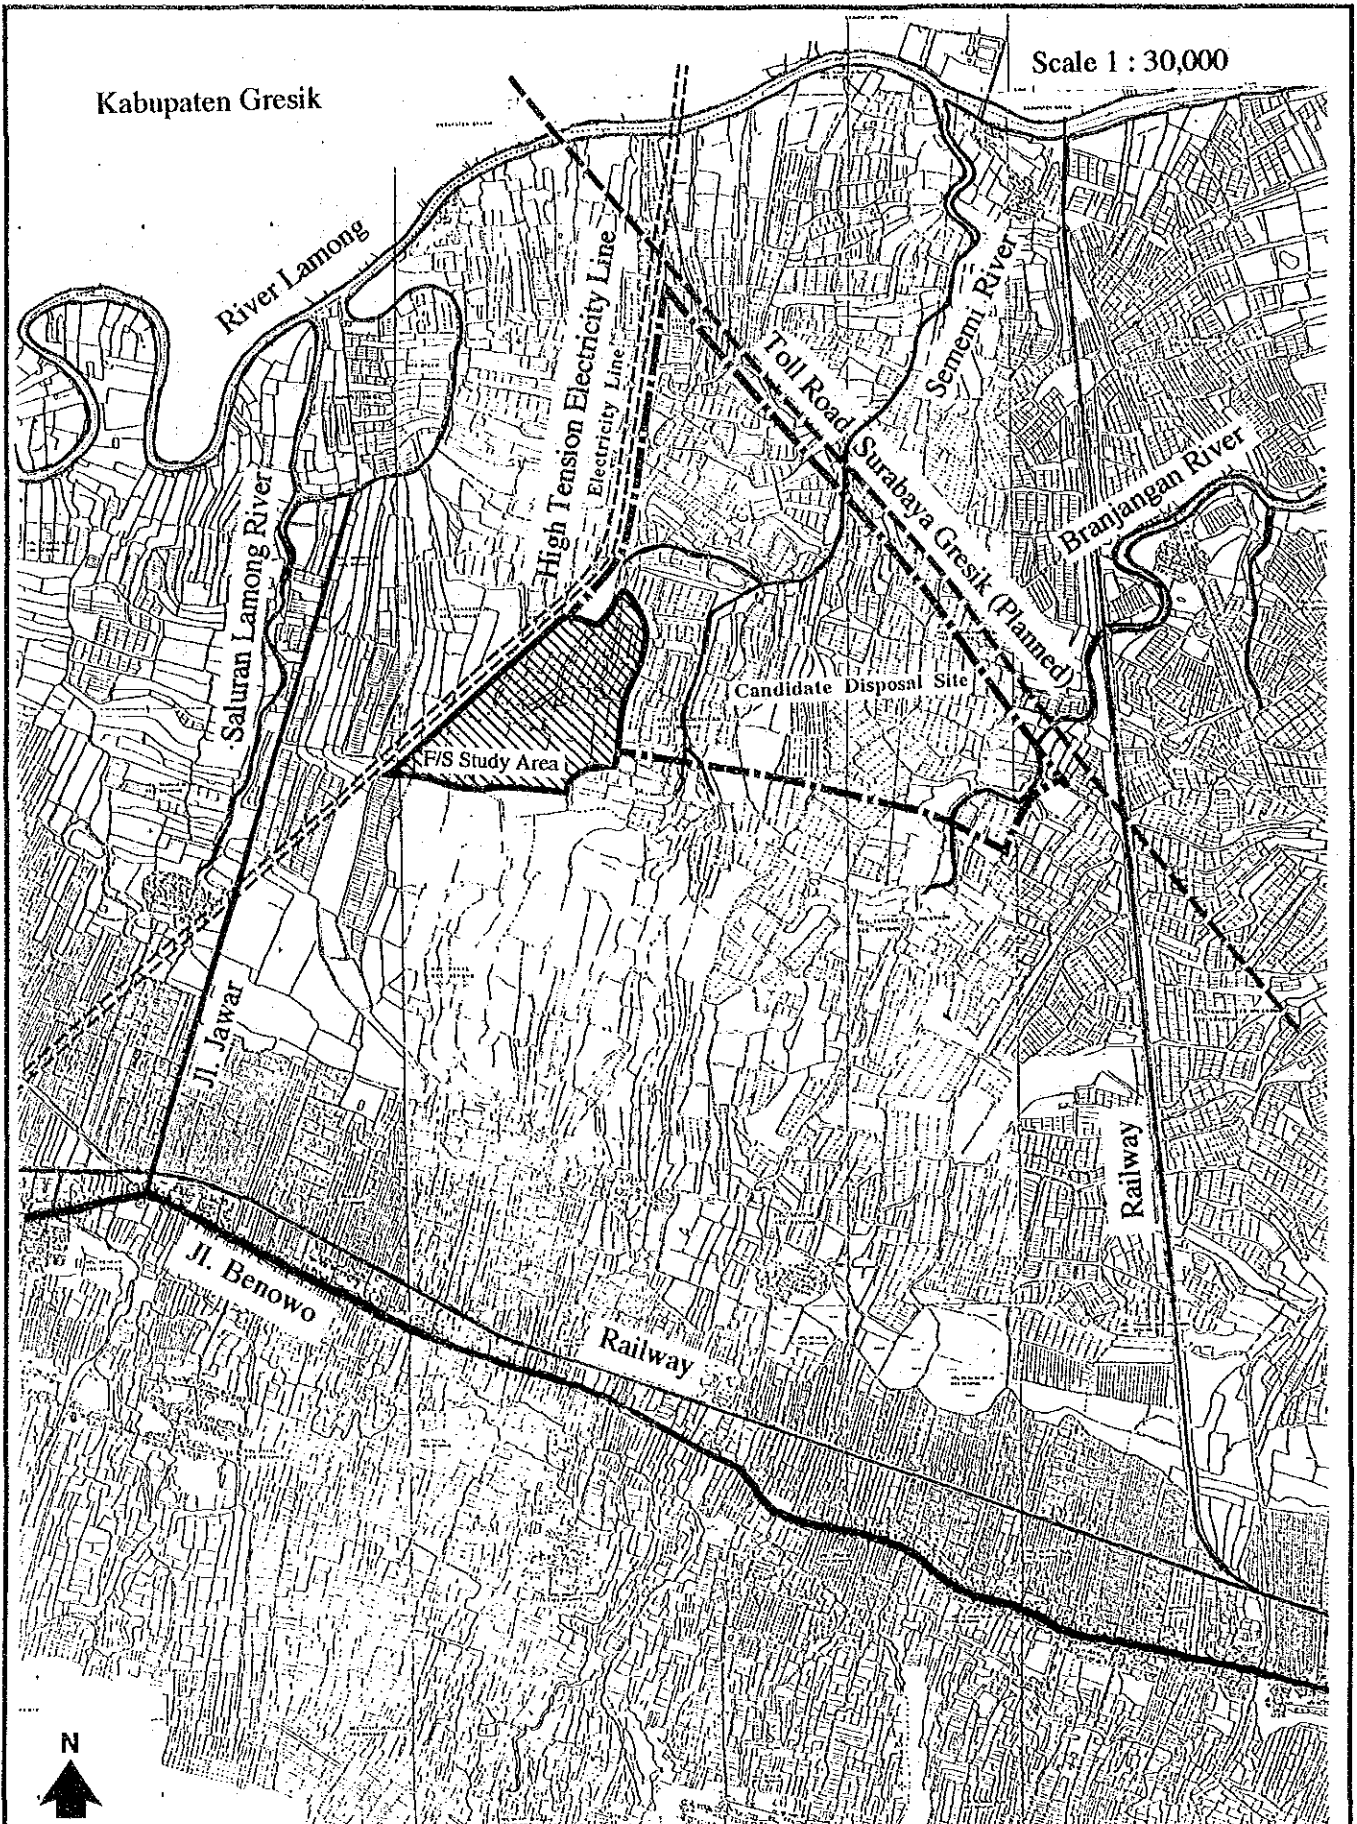 Scale 1 : 30,000
Kabupaten Gresik
River Lamong
High Tension Electricity Line
Electricity Line
Toll Road Surabaya Gresik (Planned)
Sememi River
Branjangan River
Saluran Lamong River
Candidate Disposal Site
F/S Study Area
Jl. Jawar
Railway
Jl. Benowo
Railway
N